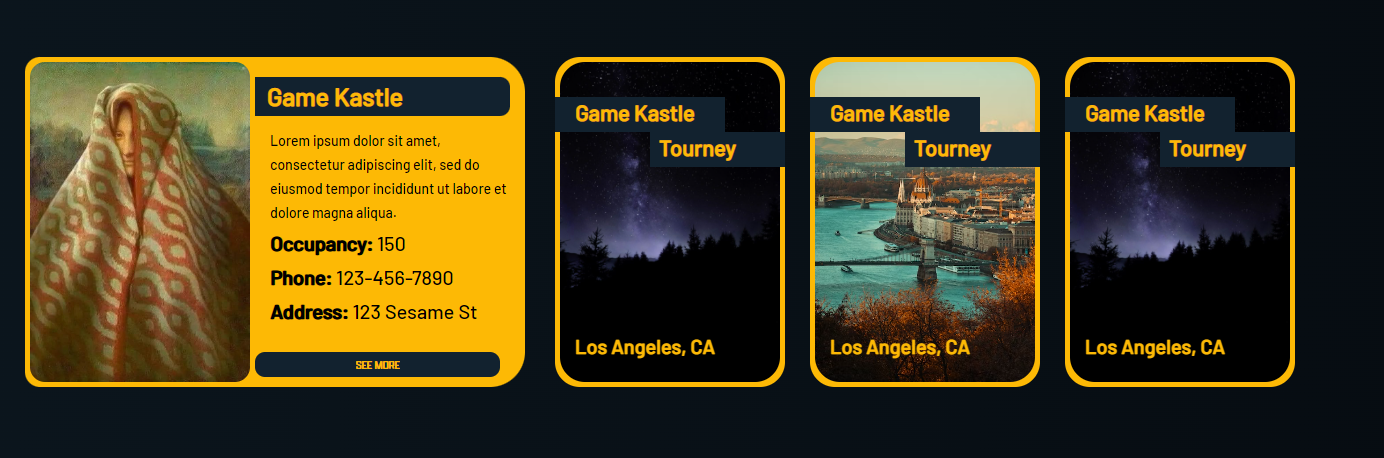 Game Kastle
Lorem ipsum dolor sit amet,
consectetur adipiscing elit, sed do
eiusmod tempor incididunt ut labore et
dolore magna aliqua.
Occupancy: 150
Phone: 123-456-7890
Address: 123 Sesame St
SEE MORE
Game Kastle
Tourney
Los Angeles, CA
Game Kastle
Tourney
Los Angeles, CA
Game Kastle
Tourney
Los Angeles, CA